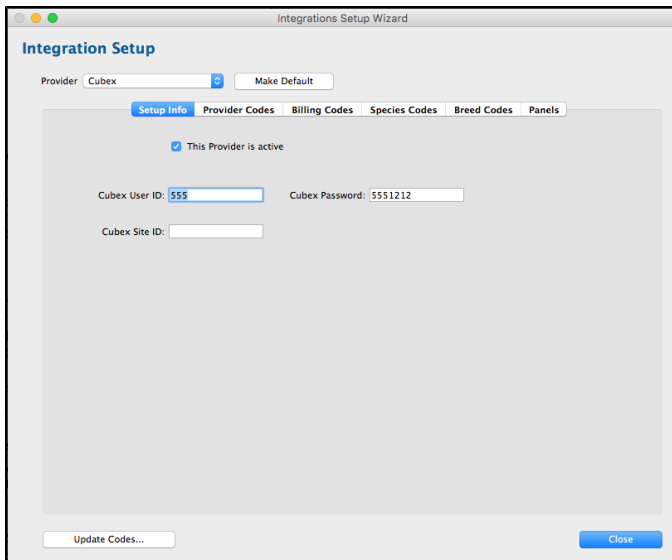 Integrations Setup Wizard
Integration Setup
Provider Cubex Make Default
Setup Info Provider Codes Billing Codes Species Codes Breed Codes Panels
This Provider is active
Cubex User ID: 555 Cubex Password: 5551212
Cubex Site ID:
Update Codes... Close